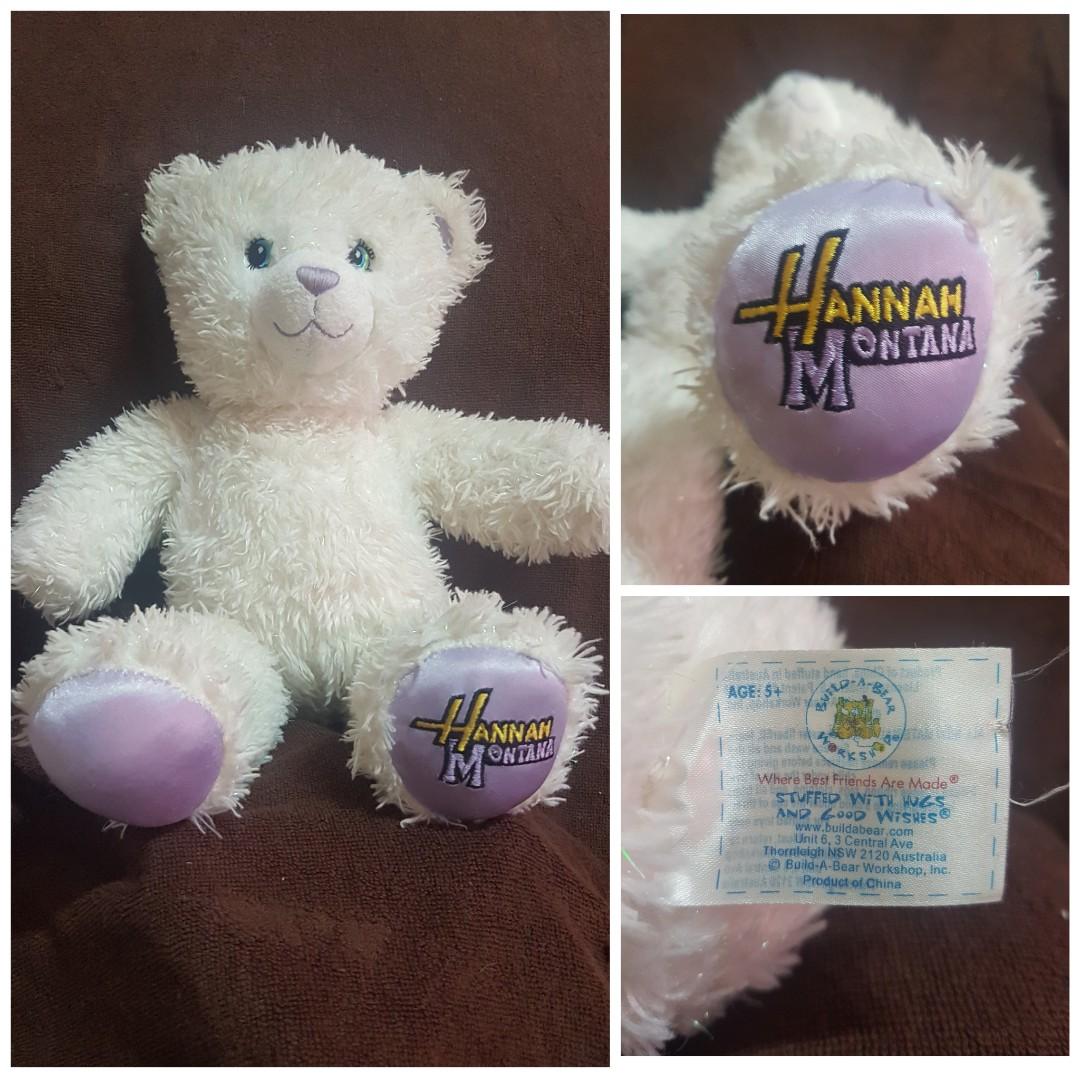 HANNAH
MONTANA
HANNAH
MONTANA
AGE: 5+
BUILD-A-BEAR
WORKSHOP
Where Best Friends Are Made®
STUFFED WITH HUGS
AND GOOD WISHES®
www.buildabear.com
Unit 6, 3 Central Ave
Thornleigh NSW 2120 Australia
© Build-A-Bear Workshop, Inc.
Product of China